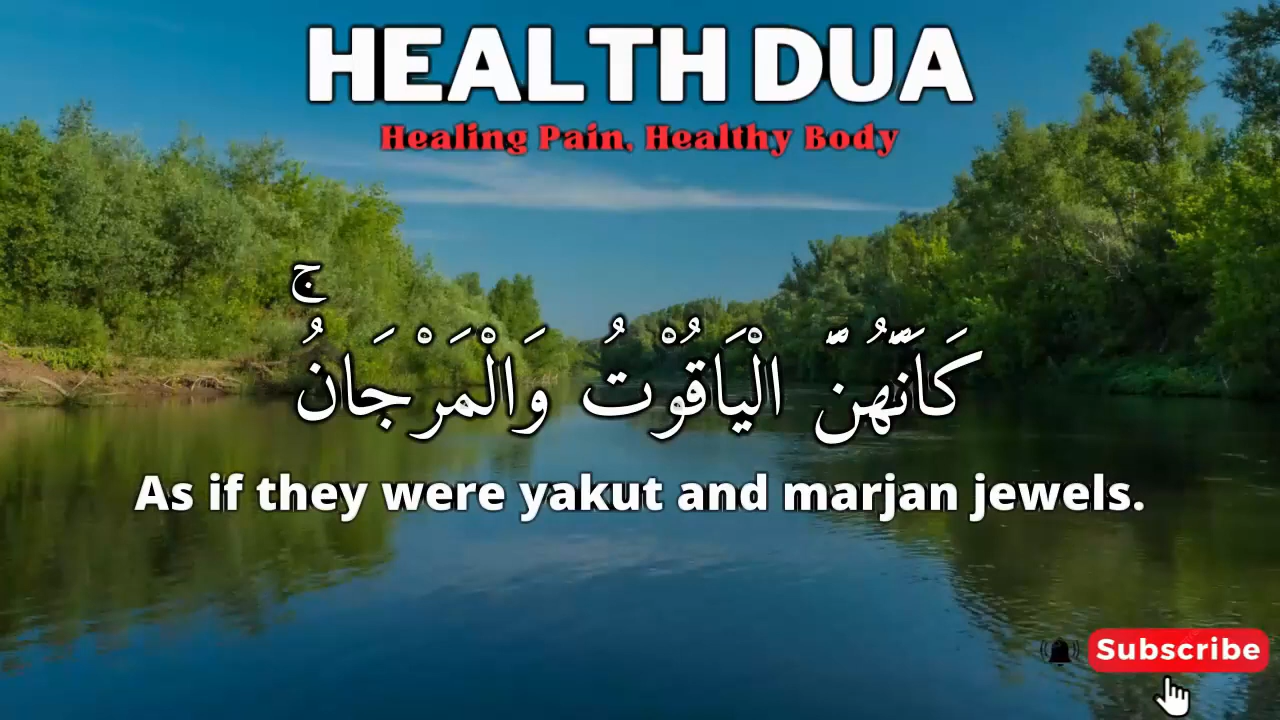 HEALTH DUA
Healing Pain, Healthy Body
كَاَنَّهُنَّ الْيَاقُوْتُ وَالْمَرْجَانُۚ
As if they were yakut and marjan jewels.
Subscribe